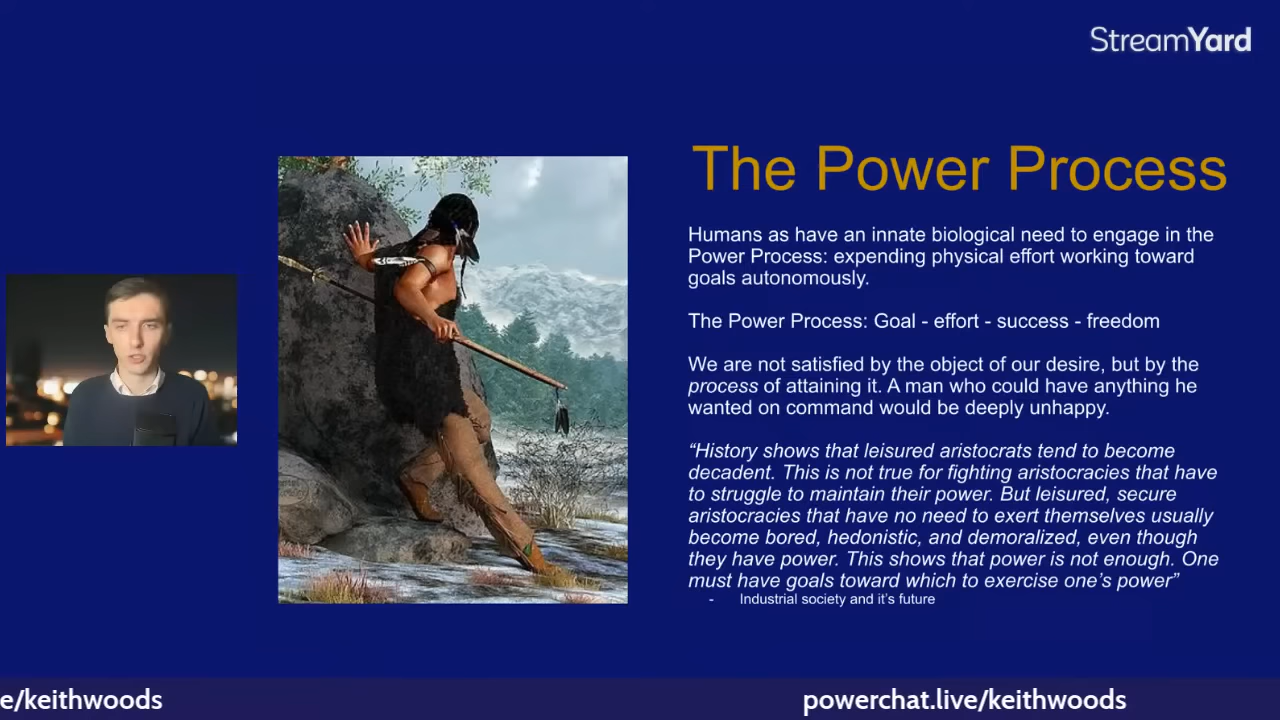 StreamYard
The Power Process
Humans as have an innate biological need to engage in the
Power Process: expending physical effort working toward
goals autonomously.
The Power Process: Goal - effort - success - freedom
We are not satisfied by the object of our desire, but by the
process of attaining it. A man who could have anything he
wanted on command would be deeply unhappy.
“History shows that leisured aristocrats tend to become
decadent. This is not true for fighting aristocracies that have
to struggle to maintain their power. But leisured, secure
aristocracies that have no need to exert themselves usually
become bored, hedonistic, and demoralized, even though
they have power. This shows that power is not enough. One
must have goals toward which to exercise one’s power”
- Industrial society and it’s future
e/keithwoods
powerchat.live/keithwoods